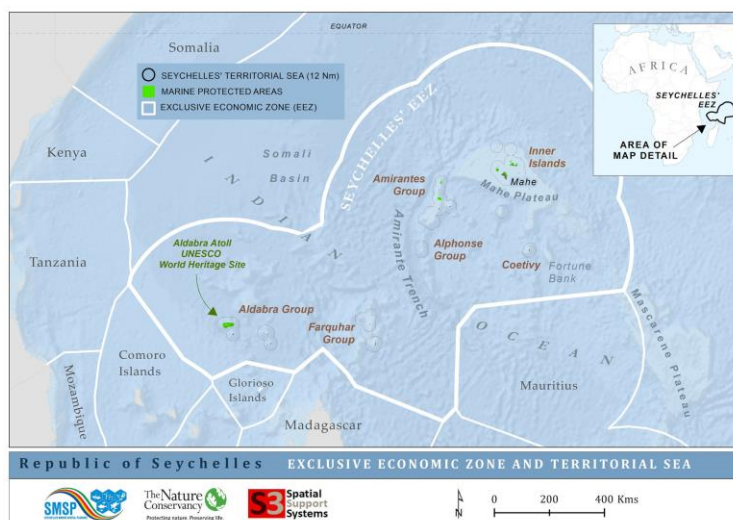 EQUATOR
Somalia
SEYCHELLES' TERRITORIAL SEA (12 Nm)
MARINE PROTECTED AREAS
EXCLUSIVE ECONOMIC ZONE (EEZ)
AFRICA
SEYCHELLES'
EEZ
AREA OF
MAP DETAIL
Kenya
Somali
Basin
SEYCHELLES' EEZ
Inner
Islands
Mahe
Mahe Plateau
Amirantes
Group
INDIAN
Amirante Trench
Alphonse
Group
Coetivy
Fortune
Bank
Tanzania
Aldabra Atoll
UNESCO
World Heritage Site
Aldabra Group
Farquhar
Group
OCEAN
Mascarene Plateau
Comoro
Islands
Glorioso
Islands
Mauritius
Mozambique
Madagascar
Republic of Seychelles EXCLUSIVE ECONOMIC ZONE AND TERRITORIAL SEA
SMSP
The Nature
Conservancy
Protecting nature. Preserving life.
S3 Spatial
Support
Systems
N
0 200 400 Kms